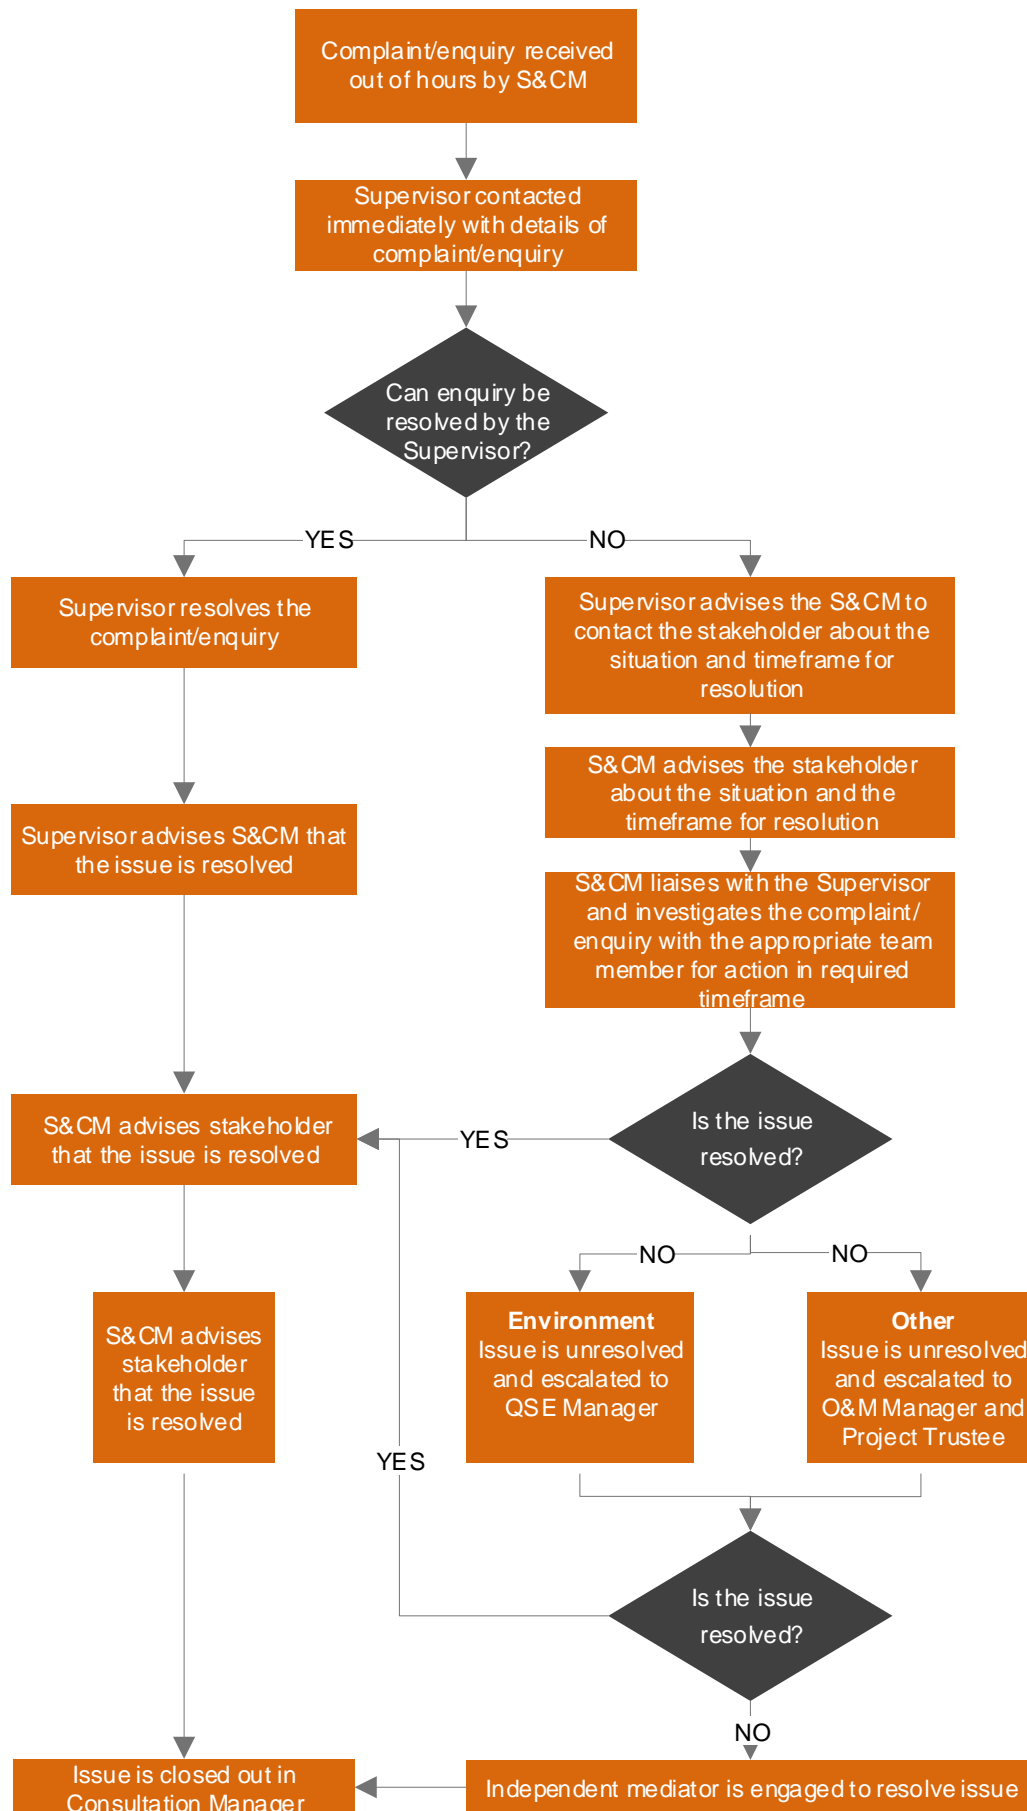 Complaint/enquiry received
out of hours by S&CM
Supervisor contacted
immediately with details of
complaint/enquiry
Can enquiry be
resolved by the
Supervisor?
YES
NO
Supervisor resolves the
complaint/enquiry
Supervisor advises the S&CM to
contact the stakeholder about the
situation and timeframe for
resolution
S&CM advises the stakeholder
about the situation and the
timeframe for resolution
Supervisor advises S&CM that
the issue is resolved
S&CM liaises with the Supervisor
and investigates the complaint/
enquiry with the appropriate team
member for action in required
timeframe
S&CM advises stakeholder
that the issue is resolved
YES
Is the issue
resolved?
NO
NO
S&CM advises
stakeholder
that the issue
is resolved
Environment
Issue is unresolved
and escalated to
QSE Manager
Other
Issue is unresolved
and escalated to
O&M Manager and
Project Trustee
YES
Is the issue
resolved?
NO
Issue is closed out in
Consultation Manager
Independent mediator is engaged to resolve issue